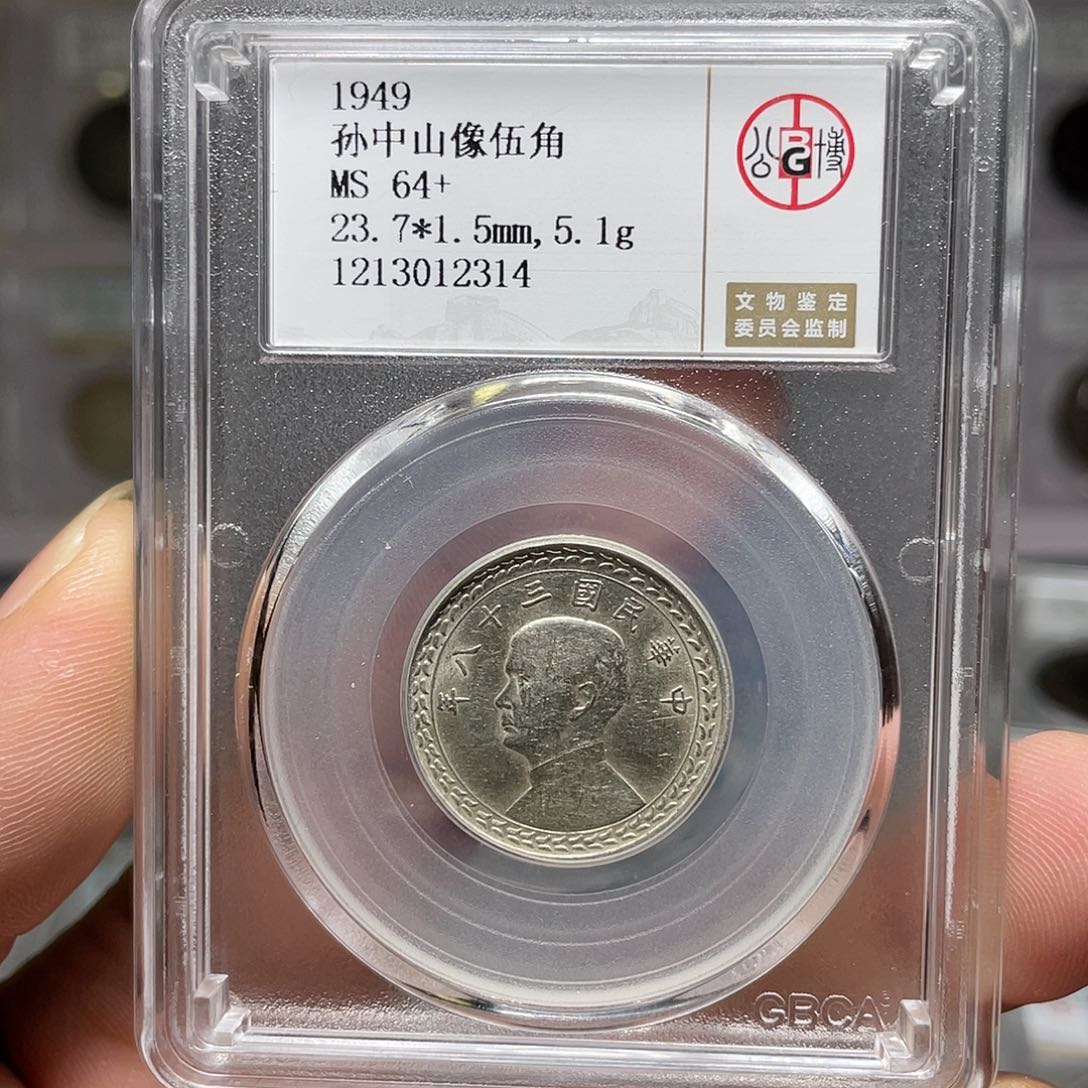 1949
孙中山像伍角
MS 64+
23.7*1.5mm,5.1g
1213012314
公 BG 博
文物鉴定
委员会监制
中華民國三十八年
GBCA